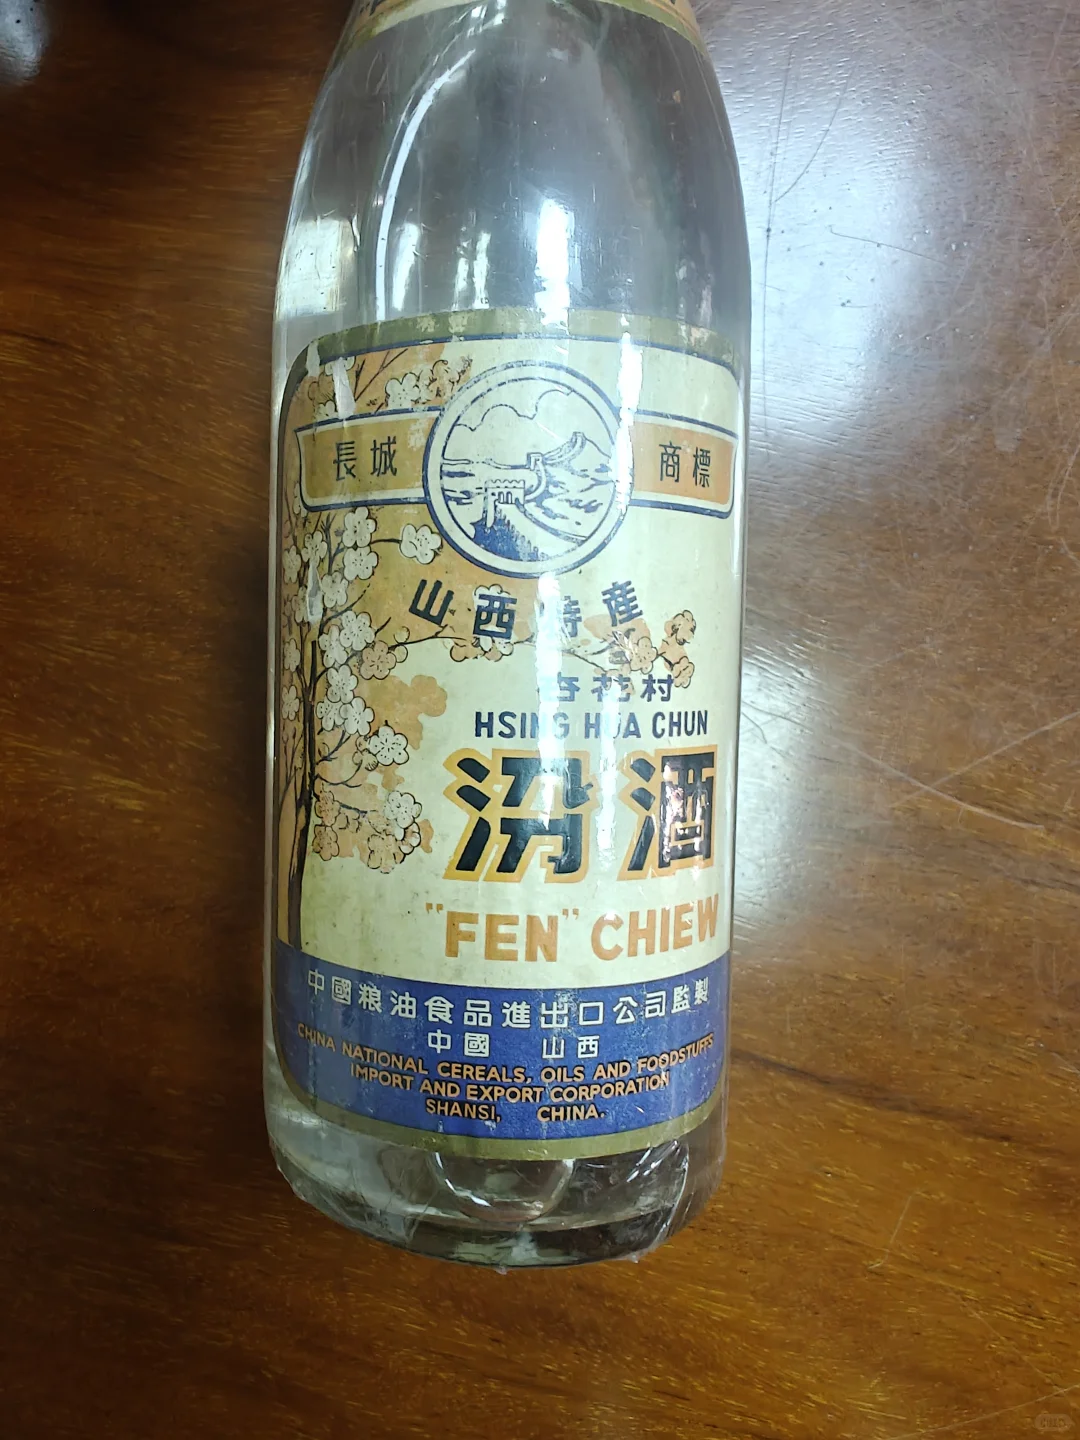 長城 商標
山西特産
杏花村
HSING HUA CHUN
汾酒
"FEN" CHIEW
中國粮油食品進出口公司監製
中國 山西
CHINA NATIONAL CEREALS, OILS AND FOODSTUFFS
IMPORT AND EXPORT CORPORATION
SHANSI, CHINA.